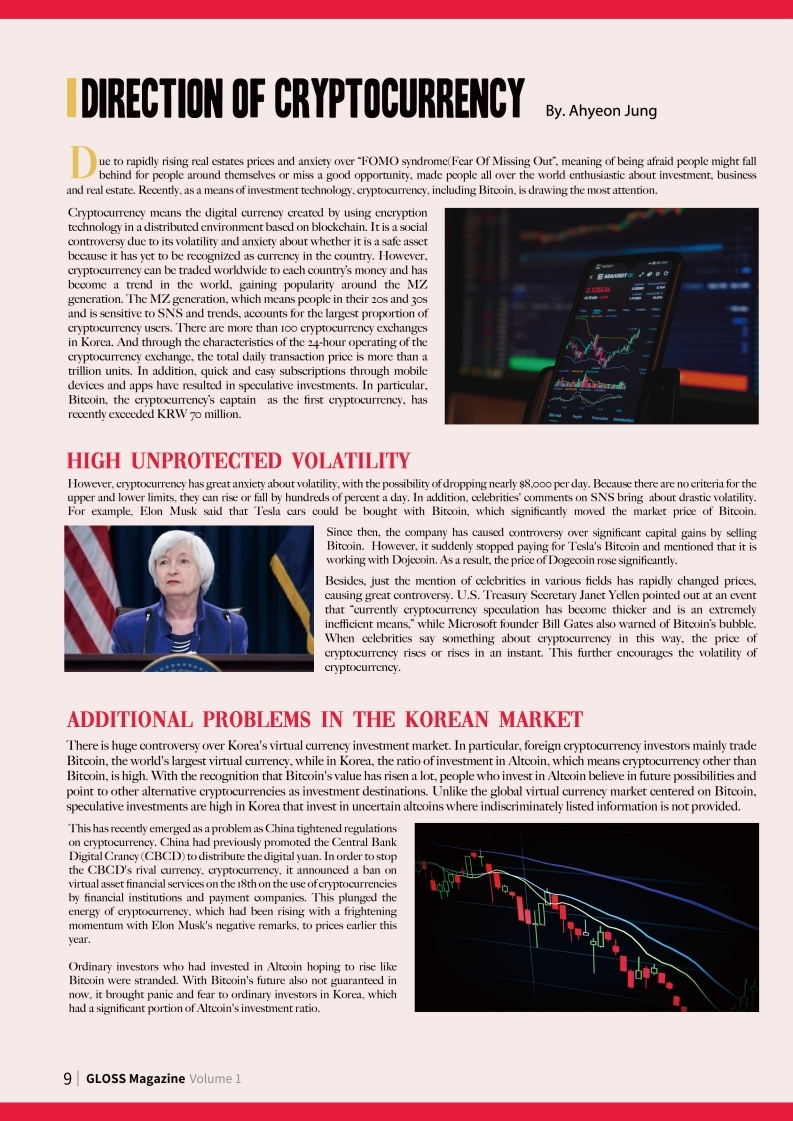 DIRECTION OF CRYPTOCURRENCY
By. Ahyeon Jung
Due to rapidly rising real estates prices and anxiety over “FOMO syndrome(Fear Of Missing Out”, meaning of being afraid people might fall
behind for people around themselves or miss a good opportunity, made people all over the world enthusiastic about investment, business
and real estate. Recently, as a means of investment technology, cryptocurrency, including Bitcoin, is drawing the most attention.
Cryptocurrency means the digital currency created by using encryption
technology in a distributed environment based on blockchain. It is a social
controversy due to its volatility and anxiety about whether it is a safe asset
because it has yet to be recognized as currency in the country. However,
cryptocurrency can be traded worldwide to each country's money and has
become a trend in the world, gaining popularity around the MZ
generation. The MZ generation, which means people in their 20s and 30s
and is sensitive to SNS and trends, accounts for the largest proportion of
cryptocurrency users. There are more than 100 cryptocurrency exchanges
in Korea. And through the characteristics of the 24-hour operating of the
cryptocurrency exchange, the total daily transaction price is more than a
trillion units. In addition, quick and easy subscriptions through mobile
devices and apps have resulted in speculative investments. In particular,
Bitcoin, the cryptocurrency's captain as the first cryptocurrency, has
recently exceeded KRW 70 million.
ADA/USDT
2.125634
HIGH UNPROTECTED VOLATILITY
However, cryptocurrency has great anxiety about volatility, with the possibility of dropping nearly $8,000 per day. Because there are no criteria for the
upper and lower limits, they can rise or fall by hundreds of percent a day. In addition, celebrities' comments on SNS bring about drastic volatility.
For example, Elon Musk said that Tesla cars could be bought with Bitcoin, which significantly moved the market price of Bitcoin.
Since then, the company has caused controversy over significant capital gains by selling
Bitcoin. However, it suddenly stopped paying for Tesla's Bitcoin and mentioned that it is
working with Dojecoin. As a result, the price of Dogecoin rose significantly.
Besides, just the mention of celebrities in various fields has rapidly changed prices,
causing great controversy. U.S. Treasury Secretary Janet Yellen pointed out at an event
that “currently cryptocurrency speculation has become thicker and is an extremely
inefficient means,” while Microsoft founder Bill Gates also warned of Bitcoin's bubble.
When celebrities say something about cryptocurrency in this way, the price of
cryptocurrency rises or rises in an instant. This further encourages the volatility of
cryptocurrency.
ADDITIONAL PROBLEMS IN THE KOREAN MARKET
There is huge controversy over Korea's virtual currency investment market. In particular, foreign cryptocurrency investors mainly trade
Bitcoin, the world's largest virtual currency, while in Korea, the ratio of investment in Altcoin, which means cryptocurrency other than
Bitcoin, is high. With the recognition that Bitcoin's value has risen a lot, people who invest in Altcoin believe in future possibilities and
point to other alternative cryptocurrencies as investment destinations. Unlike the global virtual currency market centered on Bitcoin,
speculative investments are high in Korea that invest in uncertain altcoins where indiscriminately listed information is not provided.
This has recently emerged as a problem as China tightened regulations
on cryptocurrency. China had previously promoted the Central Bank
Digital Crancy (CBCD) to distribute the digital yuan. In order to stop
the CBCD's rival currency, cryptocurrency, it announced a ban on
virtual asset financial services on the 18th on the use of cryptocurrencies
by financial institutions and payment companies. This plunged the
energy of cryptocurrency, which had been rising with a frightening
momentum with Elon Musk's negative remarks, to prices earlier this
year.
Ordinary investors who had invested in Altcoin hoping to rise like
Bitcoin were stranded. With Bitcoin's future also not guaranteed in
now, it brought panic and fear to ordinary investors in Korea, which
had a significant portion of Altcoin's investment ratio.
9 | GLOSS Magazine Volume 1